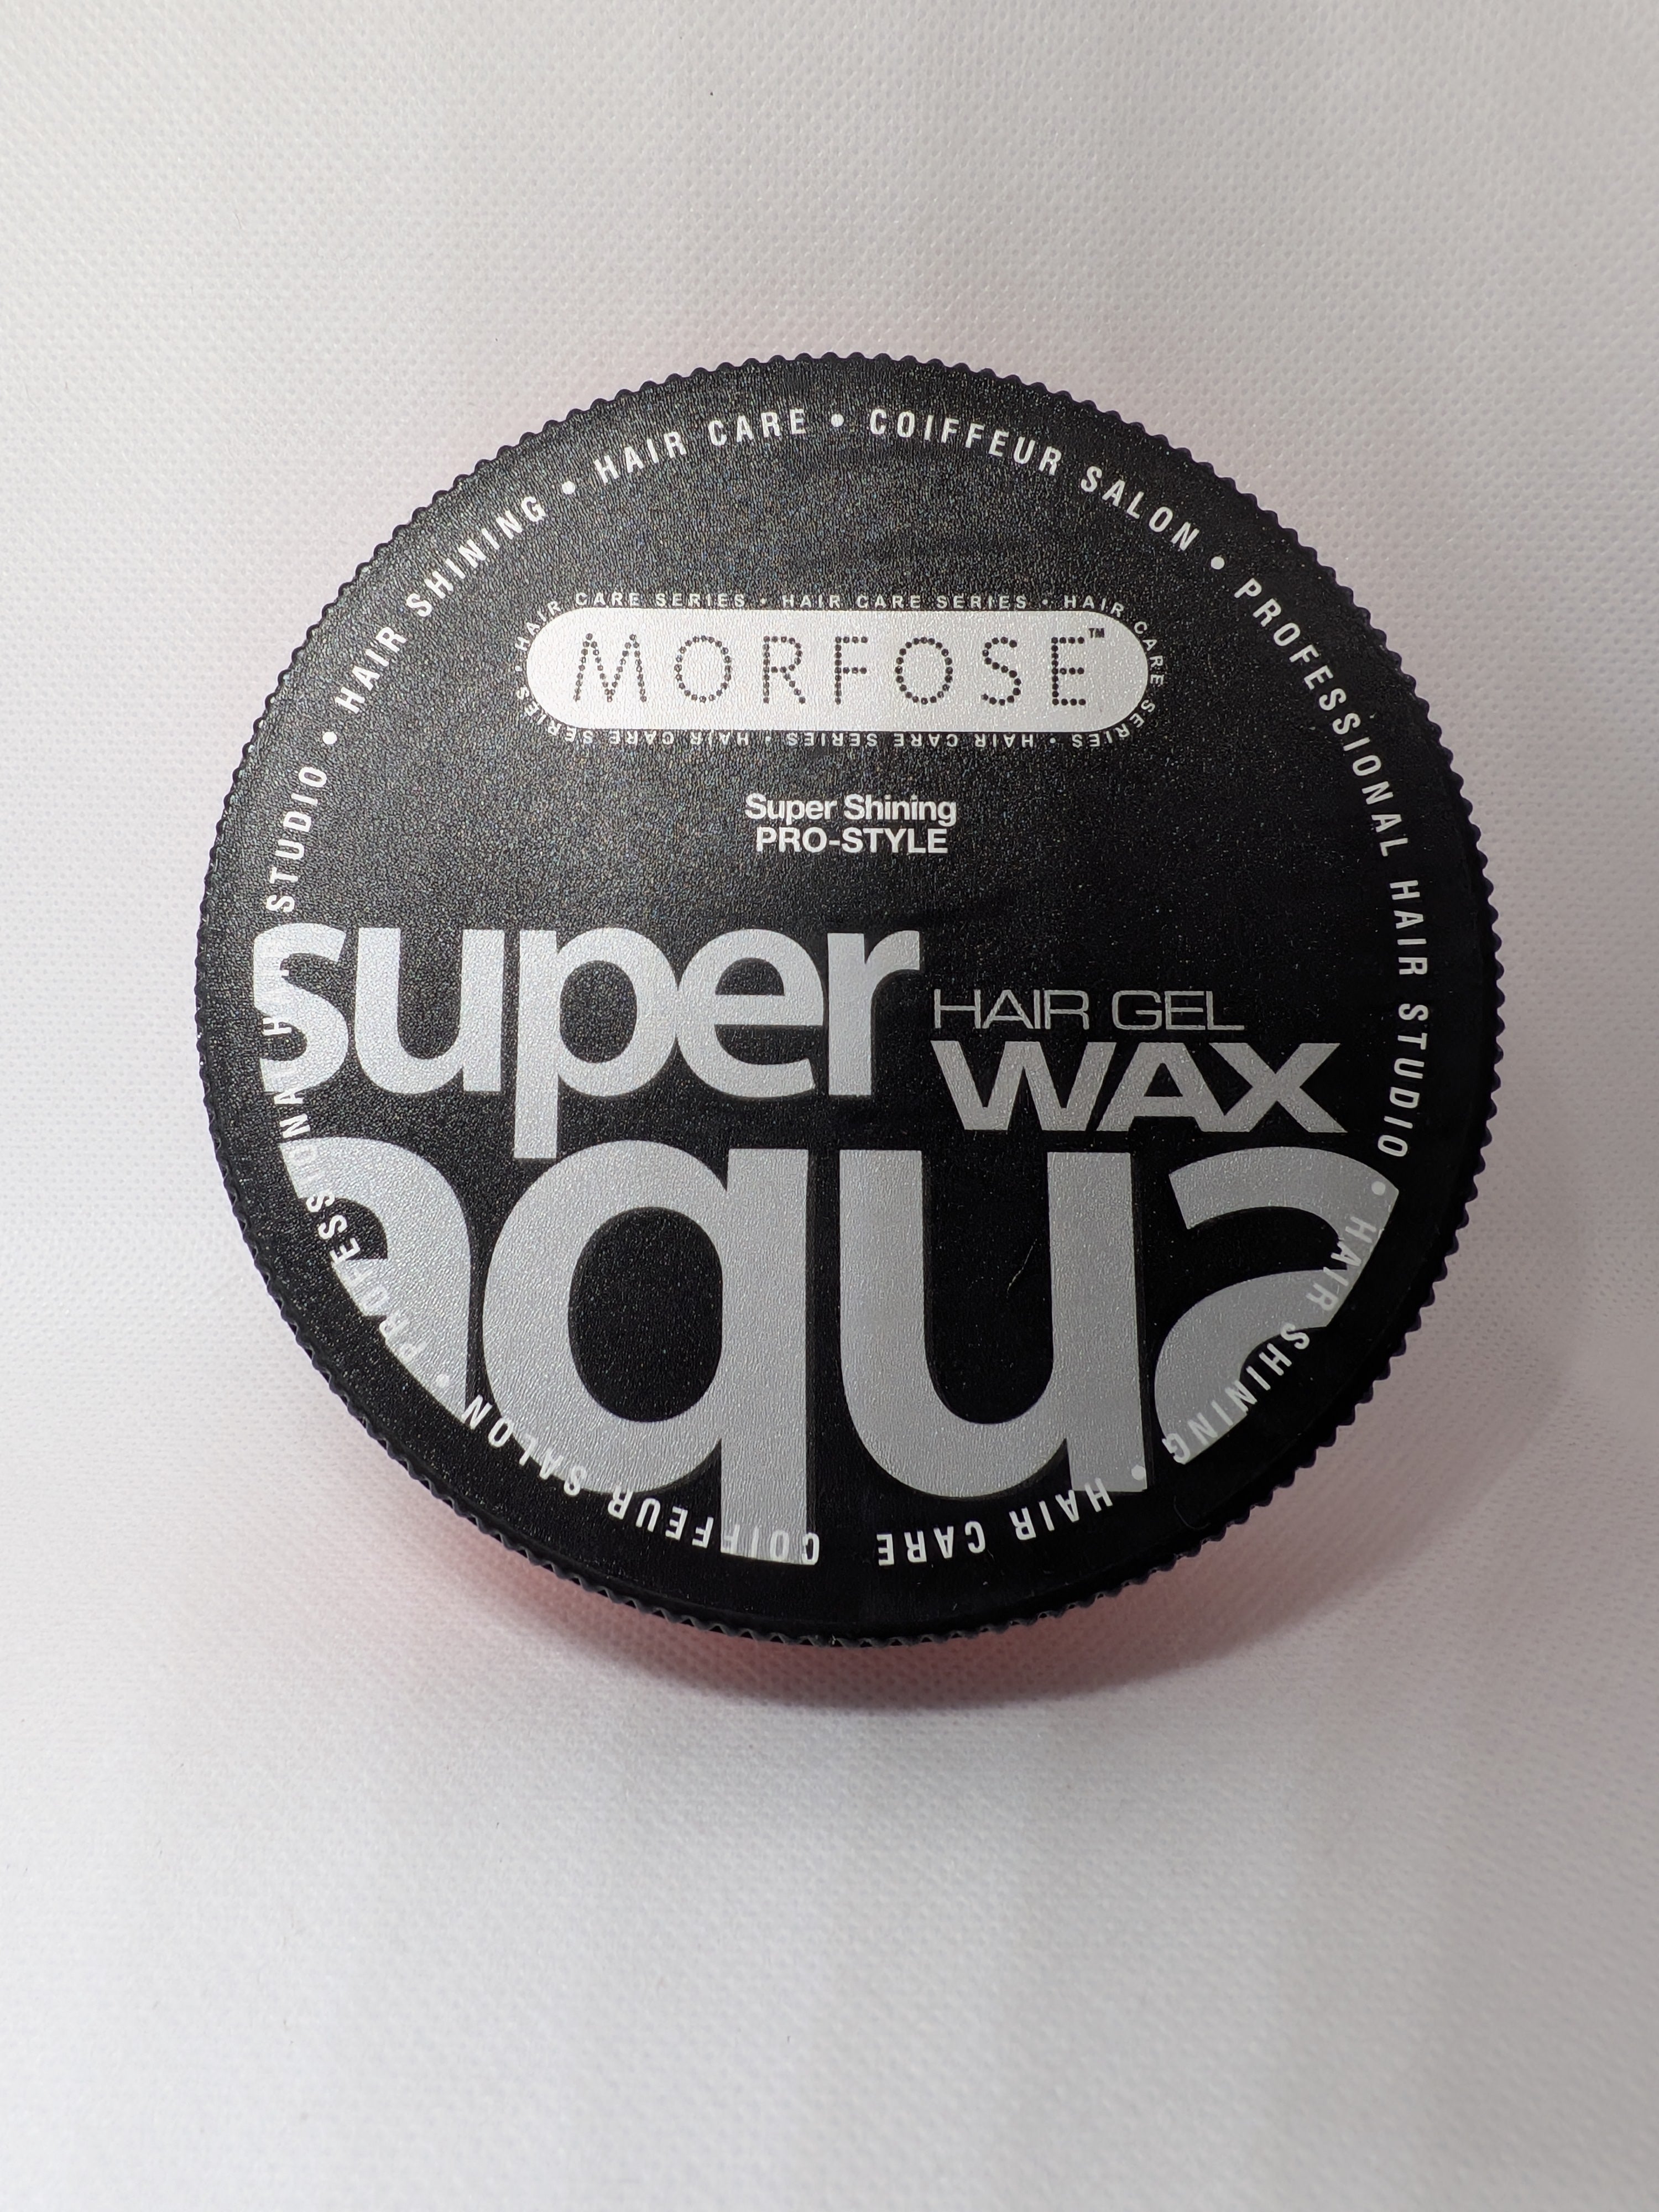 HAIR SHINING • HAIR CARE • COIFFEUR SALON • PROFESSIONAL HAIR STUDIO • HAIR SHINING • HAIR CARE
COIFFEUR SALON • PROFESSIONAL H STUDIO •
HAIR CARE SERIES • HAIR CARE SERIES • HAIR CARE SERIES • HAIR CARE SERIES • HAIR CARE SERIES •
MORFOSE™
Super Shining
PRO-STYLE
super
HAIR GEL
WAX
aqua